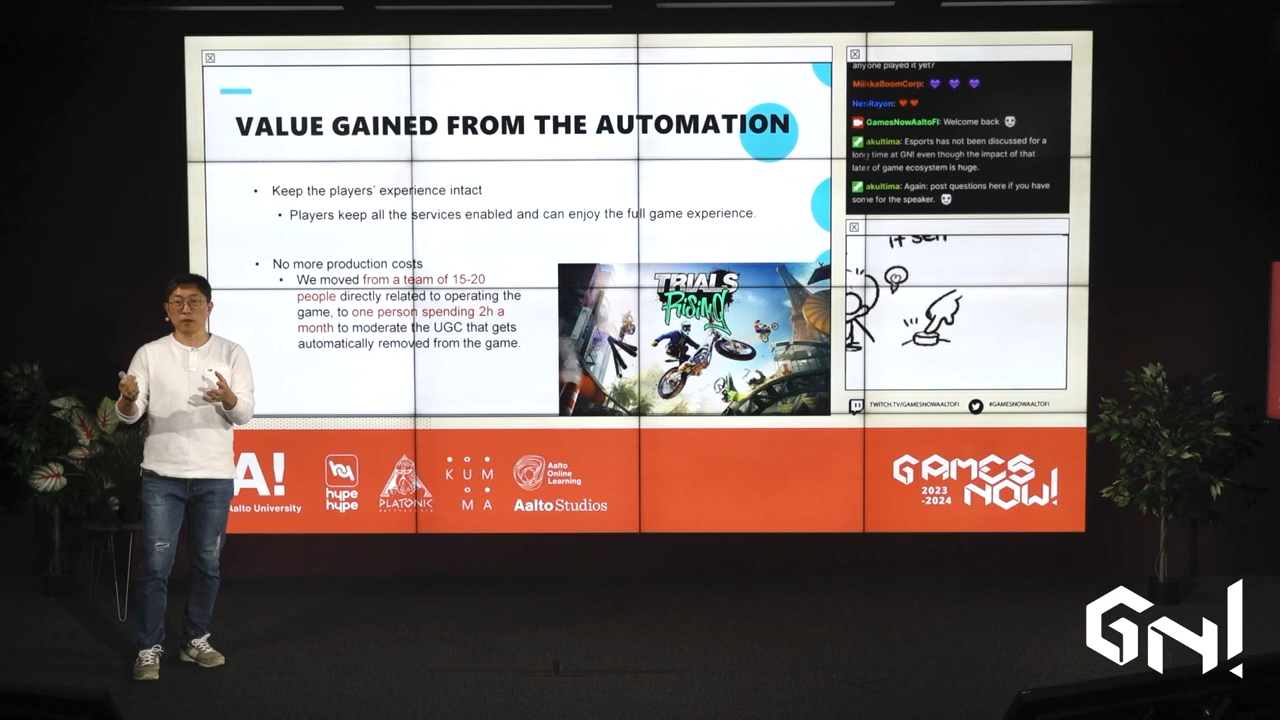 VALUE GAINED FROM THE AUTOMATION
• Keep the players' experience intact
• Players keep all the services enabled and can enjoy the full game experience.
• No more production costs
• We moved from a team of 15-20
people directly related to operating the
game, to one person spending 2h a
month to moderate the UGC that gets
automatically removed from the game.
TRIALS
Rising
anyone played it yet?
MiikkaBoomCorp:
NeriRayon:
GamesNowAaltoFI: Welcome back
akultima: Esports has not been discussed for a
long time at GN! even though the impact of that
later of game ecosystem is huge.
akultima: Again: post questions here if you have
some for the speaker.
itself
TWITCH.TV/GAMESNOWAALTOFI
#GAMESNOWAALTOFI
A!
Aalto University
hype
hype
PLATONIC
KUM
MA
Aalto
Online
Learning
Aalto Studios
GAMES
NOW!
2023
-2024
GN!